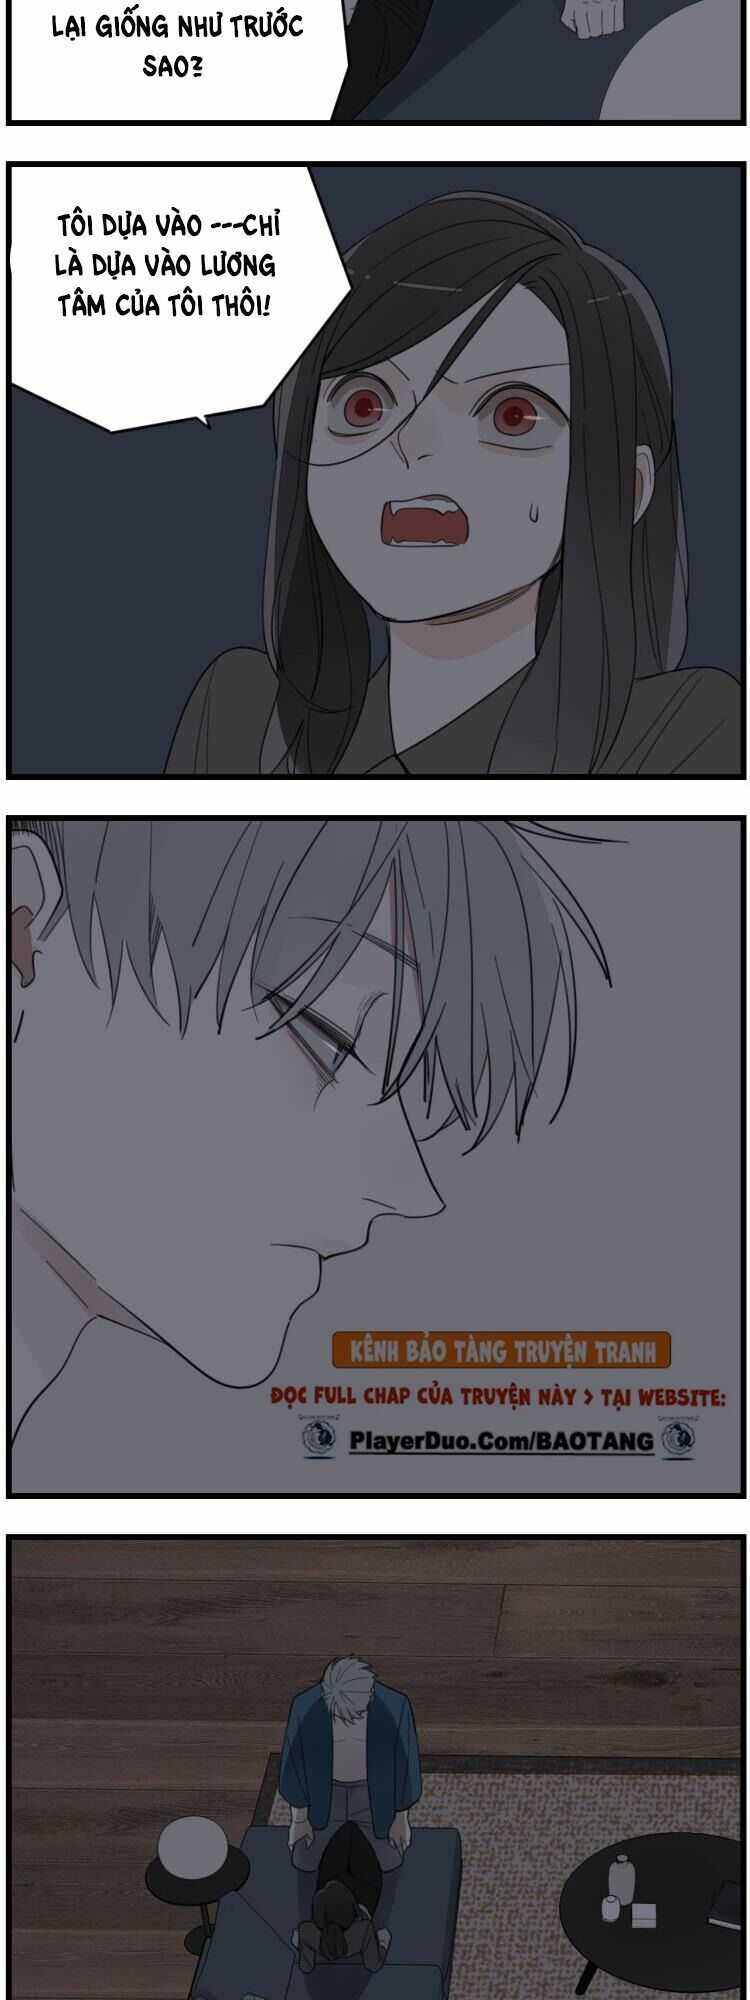 LẠI GIỐNG NHƯ TRƯỚC
SAO?
TÔI DỰA VÀO ---CHỈ
LÀ DỰA VÀO LƯƠNG
TÂM CỦA TÔI THÔI!
KÊNH BẢO TÀNG TRUYỆN TRANH
ĐỌC FULL CHAP CỦA TRUYỆN NÀY > TẠI WEBSITE:
PlayerDuo.Com/BAOTANG